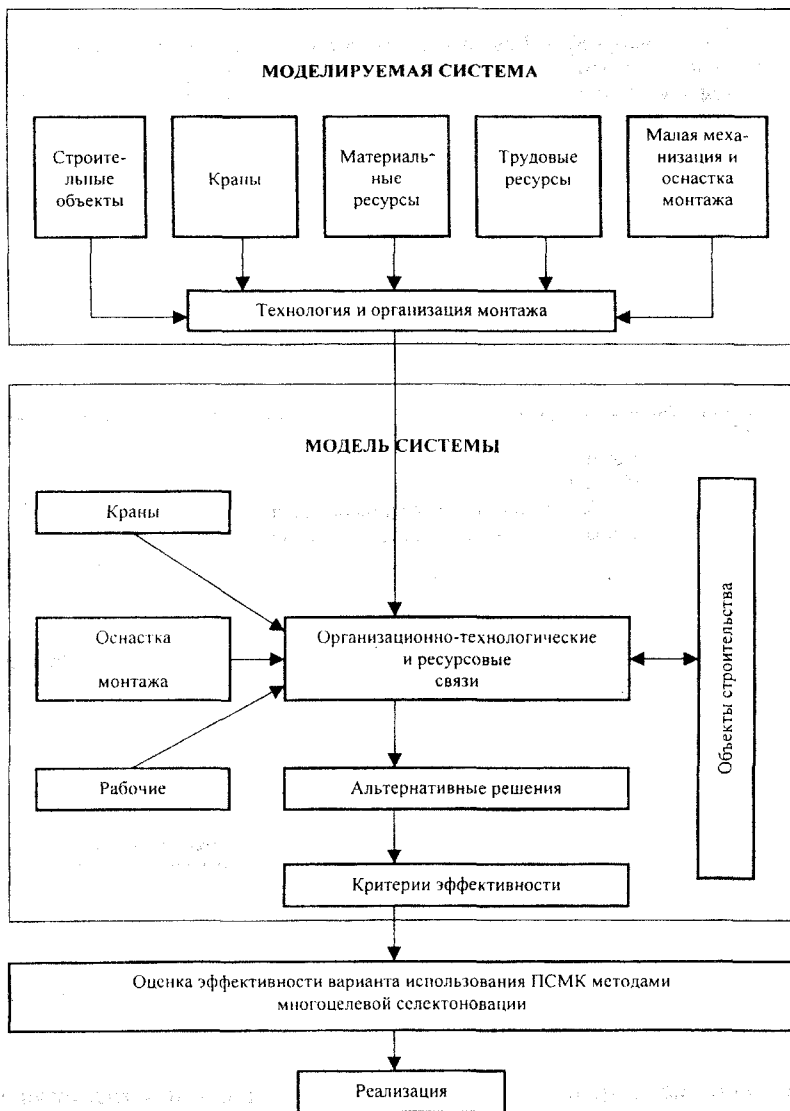 МОДЕЛИРУЕМАЯ СИСТЕМА
Строите-
льные
объекты
Краны
Материаль-
ные
ресурсы
Трудовые
ресурсы
Малая меха-
низация и
оснастка
монтажа
Технология и организация монтажа
МОДЕЛЬ СИСТЕМЫ
Краны
Оснастка
монтажа
Рабочие
Организационно-технологические
и ресурсовые
связи
Объекты строительства
Альтернативные решения
Критерии эффективности
Оценка эффективности варианта использования ПСМК методами
многоцелевой селектоновации
Реализация